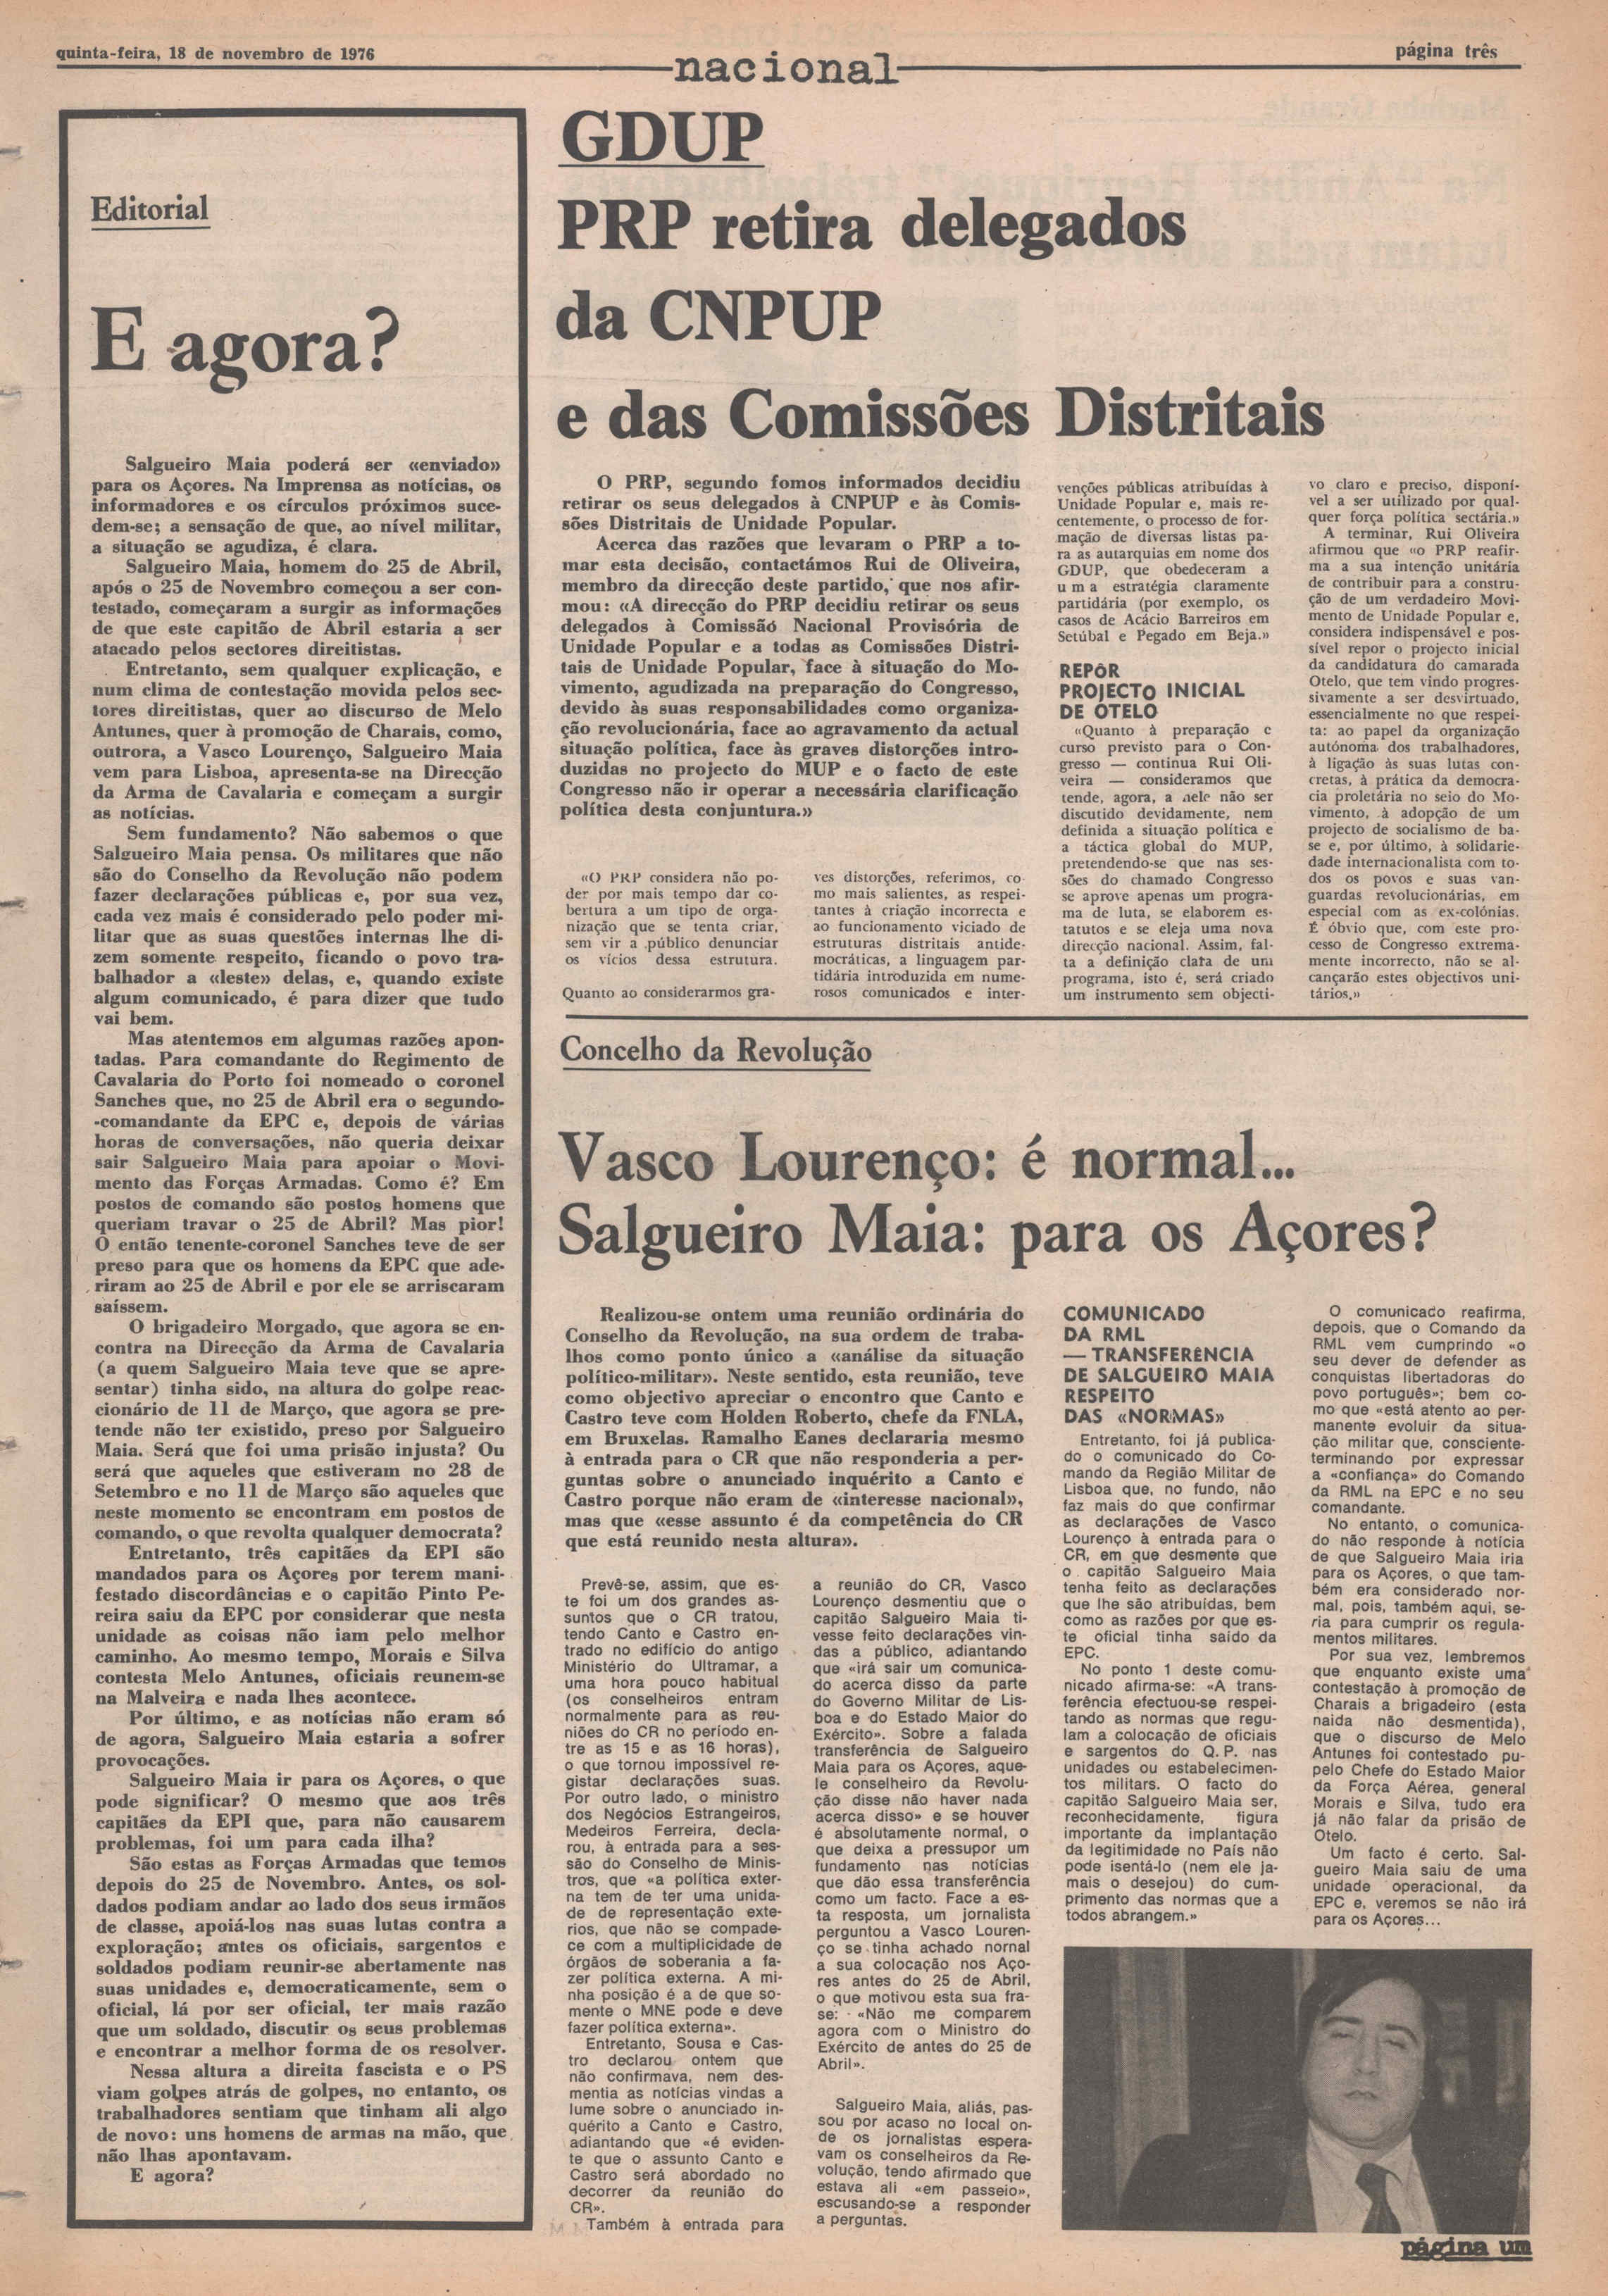 quinta-feira, 18 de novembro de 1976
nacional
página três
Editorial
E agora?
Salgueiro Maia poderá ser «enviado»
para os Açores. Na Imprensa as notícias, os
informadores e os círculos próximos suce-
dem-se; a sensação de que, ao nível militar,
a situação se agudiza, é clara.
Salgueiro Maia, homem do 25 de Abril,
após o 25 de Novembro começou a ser con-
testado, começaram a surgir as informações
de que este capitão de Abril estaria a ser
atacado pelos sectores direitistas.
Entretanto, sem qualquer explicação, e
num clima de contestação movida pelos sec-
tores direitistas, quer ao discurso de Melo
Antunes, quer à promoção de Charais, como,
outrora, a Vasco Lourenço, Salgueiro Maia
vem para Lisboa, apresenta-se na Direcção
da Arma de Cavalaria e começam a surgir
as notícias.
Sem fundamento? Não sabemos o que
Salgueiro Maia pensa. Os militares que não
são do Conselho da Revolução não podem
fazer declarações públicas e, por sua vez,
cada vez mais é considerado pelo poder mi-
litar que as suas questões internas lhe di-
zem somente respeito, ficando o povo tra-
balhador a «leste» delas, e, quando existe
algum comunicado, é para dizer que tudo
vai bem.
Mas atentemos em algumas razões apon-
tadas. Para comandante do Regimento de
Cavalaria do Porto foi nomeado o coronel
Sanches que, no 25 de Abril era o segundo-
-comandante da EPC e, depois de várias
horas de conversações, não queria deixar
sair Salgueiro Maia para apoiar o Movi-
mento das Forças Armadas. Como é? Em
postos de comando são postos homens que
queriam travar o 25 de Abril? Mas pior!
O então tenente-coronel Sanches teve de ser
preso para que os homens da EPC que ade-
riram ao 25 de Abril e por ele se arriscaram
saíssem.
O brigadeiro Morgado, que agora se en-
contra na Direcção da Arma de Cavalaria
(a quem Salgueiro Maia teve que se apre-
sentar) tinha sido, na altura do golpe reac-
cionário de 11 de Março, que agora se pre-
tende não ter existido, preso por Salgueiro
Maia. Será que foi uma prisão injusta? Ou
será que aqueles que estiveram no 28 de
Setembro e no 11 de Março são aqueles que
neste momento se encontram em postos de
comando, o que revolta qualquer democrata?
Entretanto, três capitães da EPI são
mandados para os Açores por terem mani-
festado discordâncias e o capitão Pinto Pe-
reira saiu da EPC por considerar que nesta
unidade as coisas não iam pelo melhor
caminho. Ao mesmo tempo, Morais e Silva
contesta Melo Antunes, oficiais reunem-se
na Malveira e nada lhes acontece.
Por último, e as notícias não eram só
de agora, Salgueiro Maia estaria a sofrer
provocações.
Salgueiro Maia ir para os Açores, o que
pode significar? O mesmo que aos três
capitães da EPI que, para não causarem
problemas, foi um para cada ilha?
São estas as Forças Armadas que temos
depois do 25 de Novembro. Antes, os sol-
dados podiam andar ao lado dos seus irmãos
de classe, apoiá-los nas suas lutas contra a
exploração; antes os oficiais, sargentos e
soldados podiam reunir-se abertamente nas
suas unidades e, democraticamente, sem o
oficial, lá por ser oficial, ter mais razão
que um soldado, discutir os seus problemas
e encontrar a melhor forma de os resolver.
Nessa altura a direita fascista e o PS
viam golpes atrás de golpes, no entanto, os
trabalhadores sentiam que tinham ali algo
de novo: uns homens de armas na mão, que
não lhas apontavam.
E agora?
GDUP
PRP retira delegados
da CNPUP
e das Comissões Distritais
O PRP, segundo fomos informados decidiu
retirar os seus delegados à CNPUP e às Comis-
sões Distritais de Unidade Popular.
Acerca das razões que levaram o PRP a to-
mar esta decisão, contactámos Rui de Oliveira,
membro da direcção deste partido, que nos afir-
mou: «A direcção do PRP decidiu retirar os seus
delegados à Comissão Nacional Provisória de
Unidade Popular e a todas as Comissões Distri-
tais de Unidade Popular, face à situação do Mo-
vimento, agudizada na preparação do Congresso,
devido às suas responsabilidades como organiza-
ção revolucionária, face ao agravamento da actual
situação política, face às graves distorções intro-
duzidas no projecto do MUP e o facto de este
Congresso não ir operar a necessária clarificação
política desta conjuntura.»
«O PRP considera não po-
der por mais tempo dar co-
bertura a um tipo de orga-
nização que se tenta criar,
sem vir a público denunciar
os vícios dessa estrutura.
Quanto ao considerarmos gra-
ves distorções, referimos, co-
mo mais salientes, as respei-
tantes à criação incorrecta e
ao funcionamento viciado de
estruturas distritais antide-
mocráticas, a linguagem par-
tidária introduzida em nume-
rosos comunicados e inter-
venções públicas atribuídas à
Unidade Popular e, mais re-
centemente, o processo de for-
mação de diversas listas pa-
ra as autarquias em nome dos
GDUP, que obedeceram a
uma estratégia claramente
partidária (por exemplo, os
casos de Acácio Barreiros em
Setúbal e Pegado em Beja.»
REPÔR
PROJECTO INICIAL
DE OTELO
«Quanto à preparação e
curso previsto para o Con-
gresso — continua Rui Oli-
veira — consideramos que
tende, agora, a nele não ser
discutido devidamente, nem
definida a situação política e
a táctica global do MUP,
pretendendo-se que nas ses-
sões do chamado Congresso
se aprove apenas um progra-
ma de luta, se elaborem es-
tatutos e se eleja uma nova
direcção nacional. Assim, fal-
ta a definição clara de um
programa, isto é, será criado
um instrumento sem objecti-
vo claro e preciso, disponí-
vel a ser utilizado por qual-
quer força política sectária.»
A terminar, Rui Oliveira
afirmou que «o PRP reafir-
ma a sua intenção unitária
de contribuir para a constru-
ção de um verdadeiro Movi-
mento de Unidade Popular e,
considera indispensável e pos-
sível repor o projecto inicial
da candidatura do camarada
Otelo, que tem vindo progres-
sivamente a ser desvirtuado,
essencialmente no que respei-
ta: ao papel da organização
autónoma dos trabalhadores,
à ligação às suas lutas con-
cretas, à prática da democra-
cia proletária no seio do Mo-
vimento, à adopção de um
projecto de socialismo de ba-
se e, por último, à solidarie-
dade internacionalista com to-
dos os povos e suas van-
guardas revolucionárias, em
especial com as ex-colónias.
É óbvio que, com este pro-
cesso de Congresso extrema-
mente incorrecto, não se al-
cançarão estes objectivos uni-
tários.»
Concelho da Revolução
Vasco Lourenço: é normal...
Salgueiro Maia: para os Açores?
Realizou-se ontem uma reunião ordinária do
Conselho da Revolução, na sua ordem de traba-
lhos como ponto único a «análise da situação
político-militar». Neste sentido, esta reunião, teve
como objectivo apreciar o encontro que Canto e
Castro teve com Holden Roberto, chefe da FNLA,
em Bruxelas. Ramalho Eanes declararia mesmo
à entrada para o CR que não responderia a per-
guntas sobre o anunciado inquérito a Canto e
Castro porque não eram de «interesse nacional»,
mas que «esse assunto é da competência do CR
que está reunido nesta altura».
Prevê-se, assim, que es-
te foi um dos grandes as-
suntos que o CR tratou,
tendo Canto e Castro en-
trado no edifício do antigo
Ministério do Ultramar, a
uma hora pouco habitual
(os conselheiros entram
normalmente para as reu-
niões do CR no período en-
tre as 15 e as 16 horas),
o que tornou impossível re-
gistar declarações suas.
Por outro lado, o ministro
dos Negócios Estrangeiros,
Medeiros Ferreira, decla-
rou, à entrada para a ses-
são do Conselho de Minis-
tros, que «a política exter-
na tem de ter uma unida-
de de representação exte-
rios, que não se compade-
ce com a multiplicidade de
órgãos de soberania a fa-
zer política externa. A mi-
nha posição é a de que so-
mente o MNE pode e deve
fazer política externa».
Entretanto, Sousa e Cas-
tro declarou ontem que
não confirmava, nem des-
mentia as notícias vindas a
lume sobre o anunciado in-
quérito a Canto e Castro,
adiantando que «é eviden-
te que o assunto Canto e
Castro será abordado no
decorrer da reunião do
CR».
Também à entrada para
a reunião do CR, Vasco
Lourenço desmentiu que o
capitão Salgueiro Maia ti-
vesse feito declarações vin-
das a público, adiantando
que «irá sair um comunica-
do acerca disso da parte
do Governo Militar de Lis-
boa e do Estado Maior do
Exército». Sobre a falada
transferência de Salgueiro
Maia para os Açores, aque-
le conselheiro da Revolu-
ção disse não haver nada
acerca disso» e se houver
é absolutamente normal, o
que deixa a pressupor um
fundamento nas notícias
que dão essa transferência
como um facto. Face a es-
ta resposta, um jornalista
perguntou a Vasco Louren-
ço se tinha achado nornal
a sua colocação nos Aço-
res antes do 25 de Abril,
o que motivou esta sua fra-
se: «Não me comparem
agora com o Ministro do
Exército de antes do 25 de
Abril».
Salgueiro Maia, aliás, pas-
sou por acaso no local on-
de os jornalistas espera-
vam os conselheiros da Re-
volução, tendo afirmado que
estava ali «em passeio»,
escusando-se a responder
a perguntas.
COMUNICADO
DA RML
— TRANSFERÊNCIA
DE SALGUEIRO MAIA
RESPEITO
DAS «NORMAS»
Entretanto, foi já publica-
do o comunicado do Co-
mando da Região Militar de
Lisboa que, no fundo, não
faz mais do que confirmar
as declarações de Vasco
Lourenço à entrada para o
CR, em que desmente que
o capitão Salgueiro Maia
tenha feito as declarações
que lhe são atribuídas, bem
como as razões por que es-
te oficial tinha saído da
EPC.
No ponto 1 deste comu-
nicado afirma-se: «A trans-
ferência efectuou-se respei-
tando as normas que regu-
lam a colocação de oficiais
e sargentos do Q. P. nas
unidades ou estabelecimen-
tos militars. O facto do
capitão Salgueiro Maia ser,
reconhecidamente, figura
importante da implantação
da legitimidade no País não
pode isentá-lo (nem ele ja-
mais o desejou) do cum-
primento das normas que a
todos abrangem.»
O comunicado reafirma,
depois, que o Comando da
RML vem cumprindo «o
seu dever de defender as
conquistas libertadoras do
povo português»; bem co-
mo que «está atento ao per-
manente evoluir da situa-
ção militar que, consciente-
terminando por expressar
a «confiança» do Comando
da RML na EPC e no seu
comandante.
No entanto, o comunica-
do não responde à notícia
de que Salgueiro Maia iria
para os Açores, o que tam-
bém era considerado nor-
mal, pois, também aqui, se-
ria para cumprir os regula-
mentos militares.
Por sua vez, lembremos
que enquanto existe uma
contestação à promoção de
Charais a brigadeiro (esta
naida não desmentida),
que o discurso de Melo
Antunes foi contestado pu-
pelo Chefe do Estado Maior
da Força Aérea, general
Morais e Silva, tudo era
já não falar da prisão de
Otelo.
Um facto é certo. Sal-
gueiro Maia saiu de uma
unidade operacional, da
EPC e, veremos se não irá
para os Açores...
página um